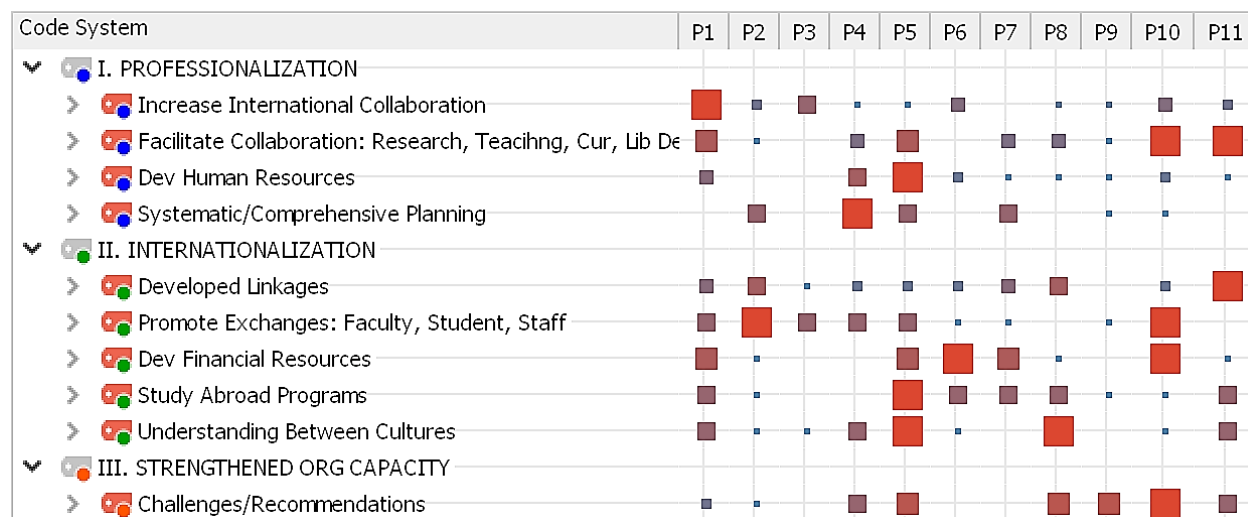 Code System P1 P2 P3 P4 P5 P6 P7 P8 P9 P10 P11
I. PROFESSIONALIZATION
Increase International Collaboration
Facilitate Collaboration: Research, Teacihng, Cur, Lib De
Dev Human Resources
Systematic/Comprehensive Planning
II. INTERNATIONALIZATION
Developed Linkages
Promote Exchanges: Faculty, Student, Staff
Dev Financial Resources
Study Abroad Programs
Understanding Between Cultures
III. STRENGTHENED ORG CAPACITY
Challenges/Recommendations